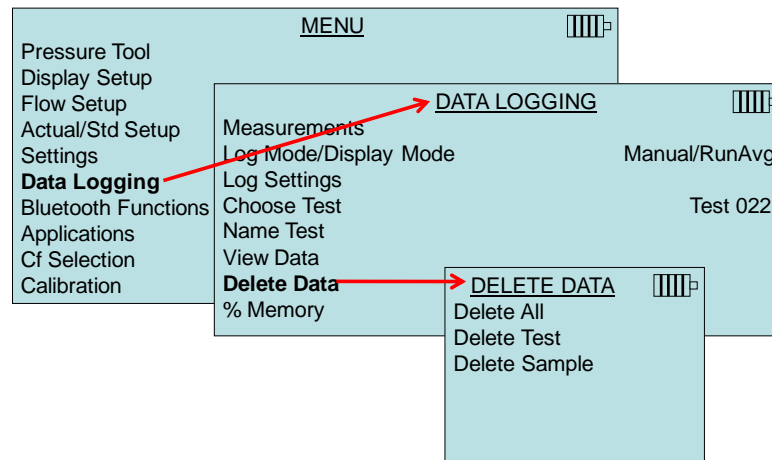 MENU
Pressure Tool
Display Setup
Flow Setup
Actual/Std Setup
Settings
Data Logging
Bluetooth Functions
Applications
Cf Selection
Calibration
DATA LOGGING
Measurements
Log Mode/Display Mode Manual/RunAvg
Log Settings
Choose Test Test 022
Name Test
View Data
Delete Data
% Memory
DELETE DATA
Delete All
Delete Test
Delete Sample